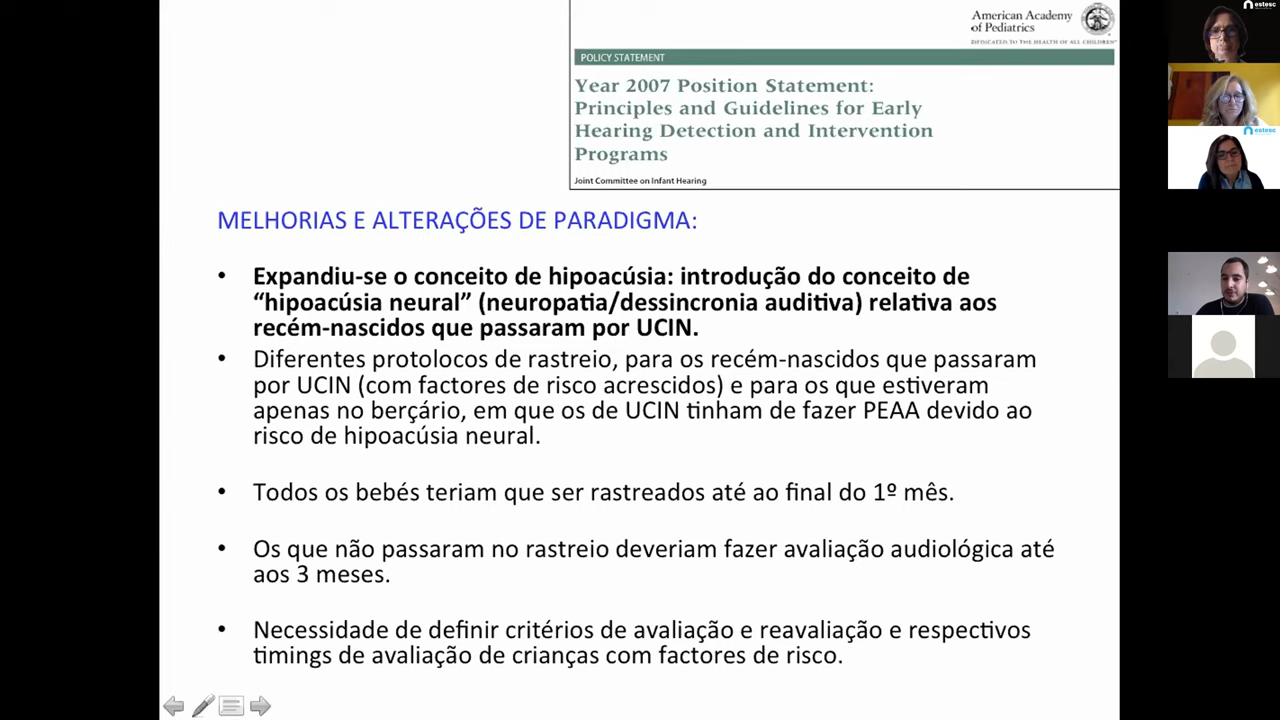 American Academy
of Pediatrics
DEDICATED TO THE HEALTH OF ALL CHILDREN™
POLICY STATEMENT
Year 2007 Position Statement:
Principles and Guidelines for Early
Hearing Detection and Intervention
Programs
Joint Committee on Infant Hearing
MELHORIAS E ALTERAÇÕES DE PARADIGMA:
• Expandiu-se o conceito de hipoacúsia: introdução do conceito de
“hipoacúsia neural” (neuropatia/dessincronia auditiva) relativa aos
recém-nascidos que passaram por UCIN.
• Diferentes protolocos de rastreio, para os recém-nascidos que passaram
por UCIN (com factores de risco acrescidos) e para os que estiveram
apenas no berçário, em que os de UCIN tinham de fazer PEAA devido ao
risco de hipoacúsia neural.
• Todos os bebés teriam que ser rastreados até ao final do 1º mês.
• Os que não passaram no rastreio deveriam fazer avaliação audiológica até
aos 3 meses.
• Necessidade de definir critérios de avaliação e reavaliação e respectivos
timings de avaliação de crianças com factores de risco.
estesc
estesc